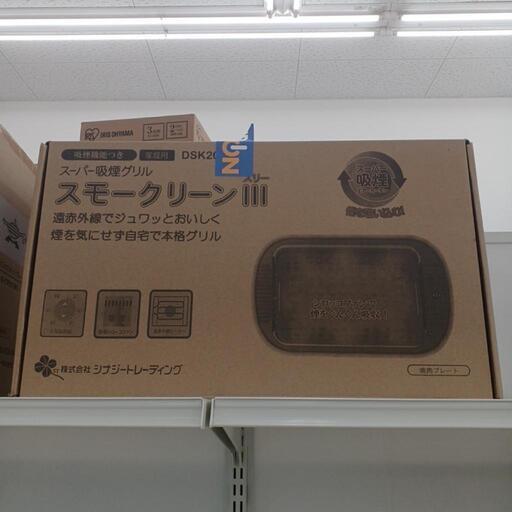 IRIS OHYAMA
吸煙機能つき
家庭用
DSK20
スーパー吸煙グリル
スモークリーンIII
スリー
遠赤外線でジュワッとおいしく
煙を気にせず自宅で本格グリル
スーパー
吸煙
株式会社 シナジートレーディング
焼肉プレート